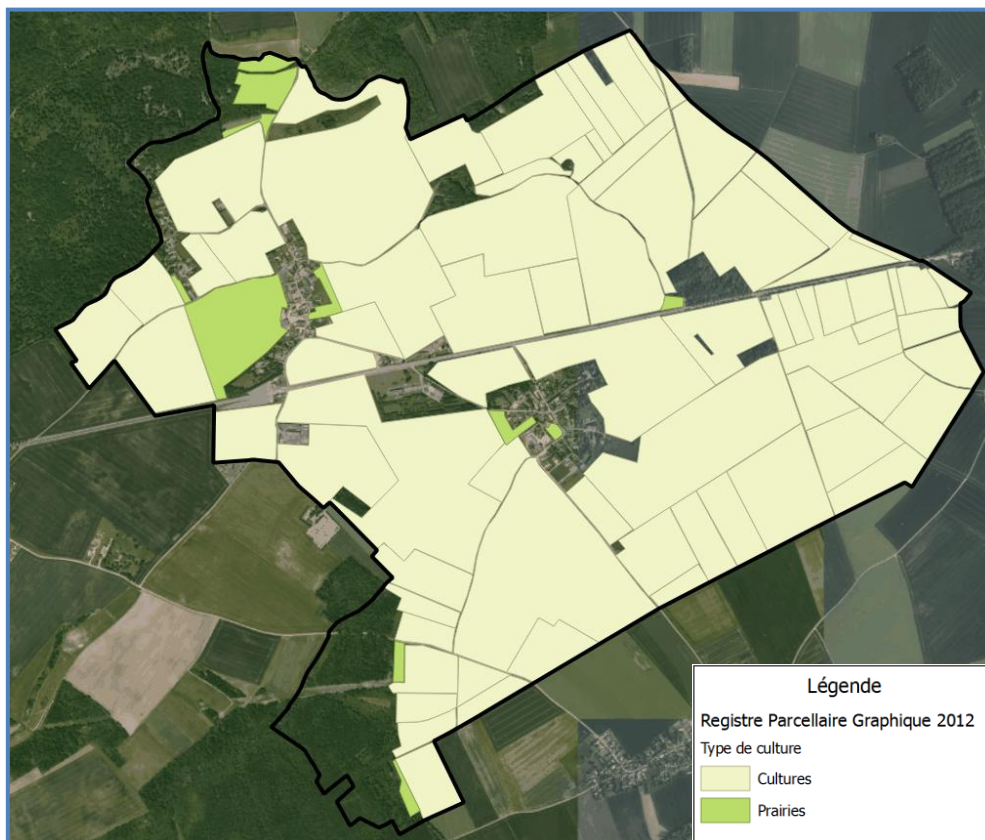 Légende
Registre Parcellaire Graphique 2012
Type de culture
Cultures
Prairies